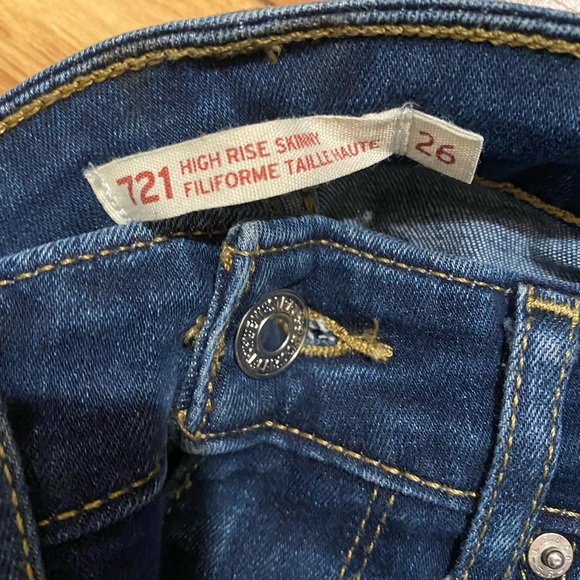 721
HIGH RISE SKINNY
FILIFORME TAILLE HAUTE
26